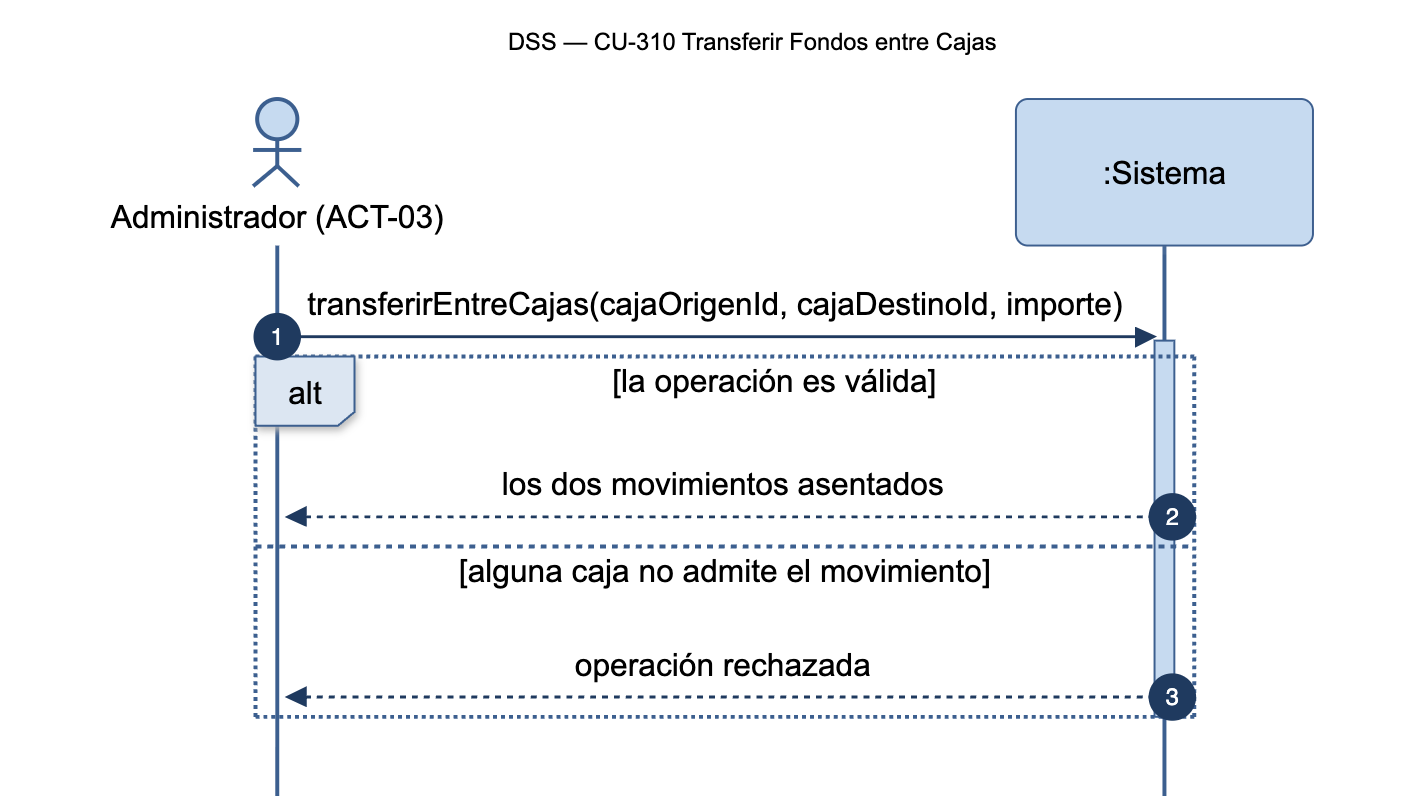 DSS — CU-310 Transferir Fondos entre Cajas
:Sistema
Administrador (ACT-03)
transferirEntreCajas(cajaOrigenId, cajaDestinoId, importe)
1
alt
[la operación es válida]
los dos movimientos asentados
2
[alguna caja no admite el movimiento]
operación rechazada
3